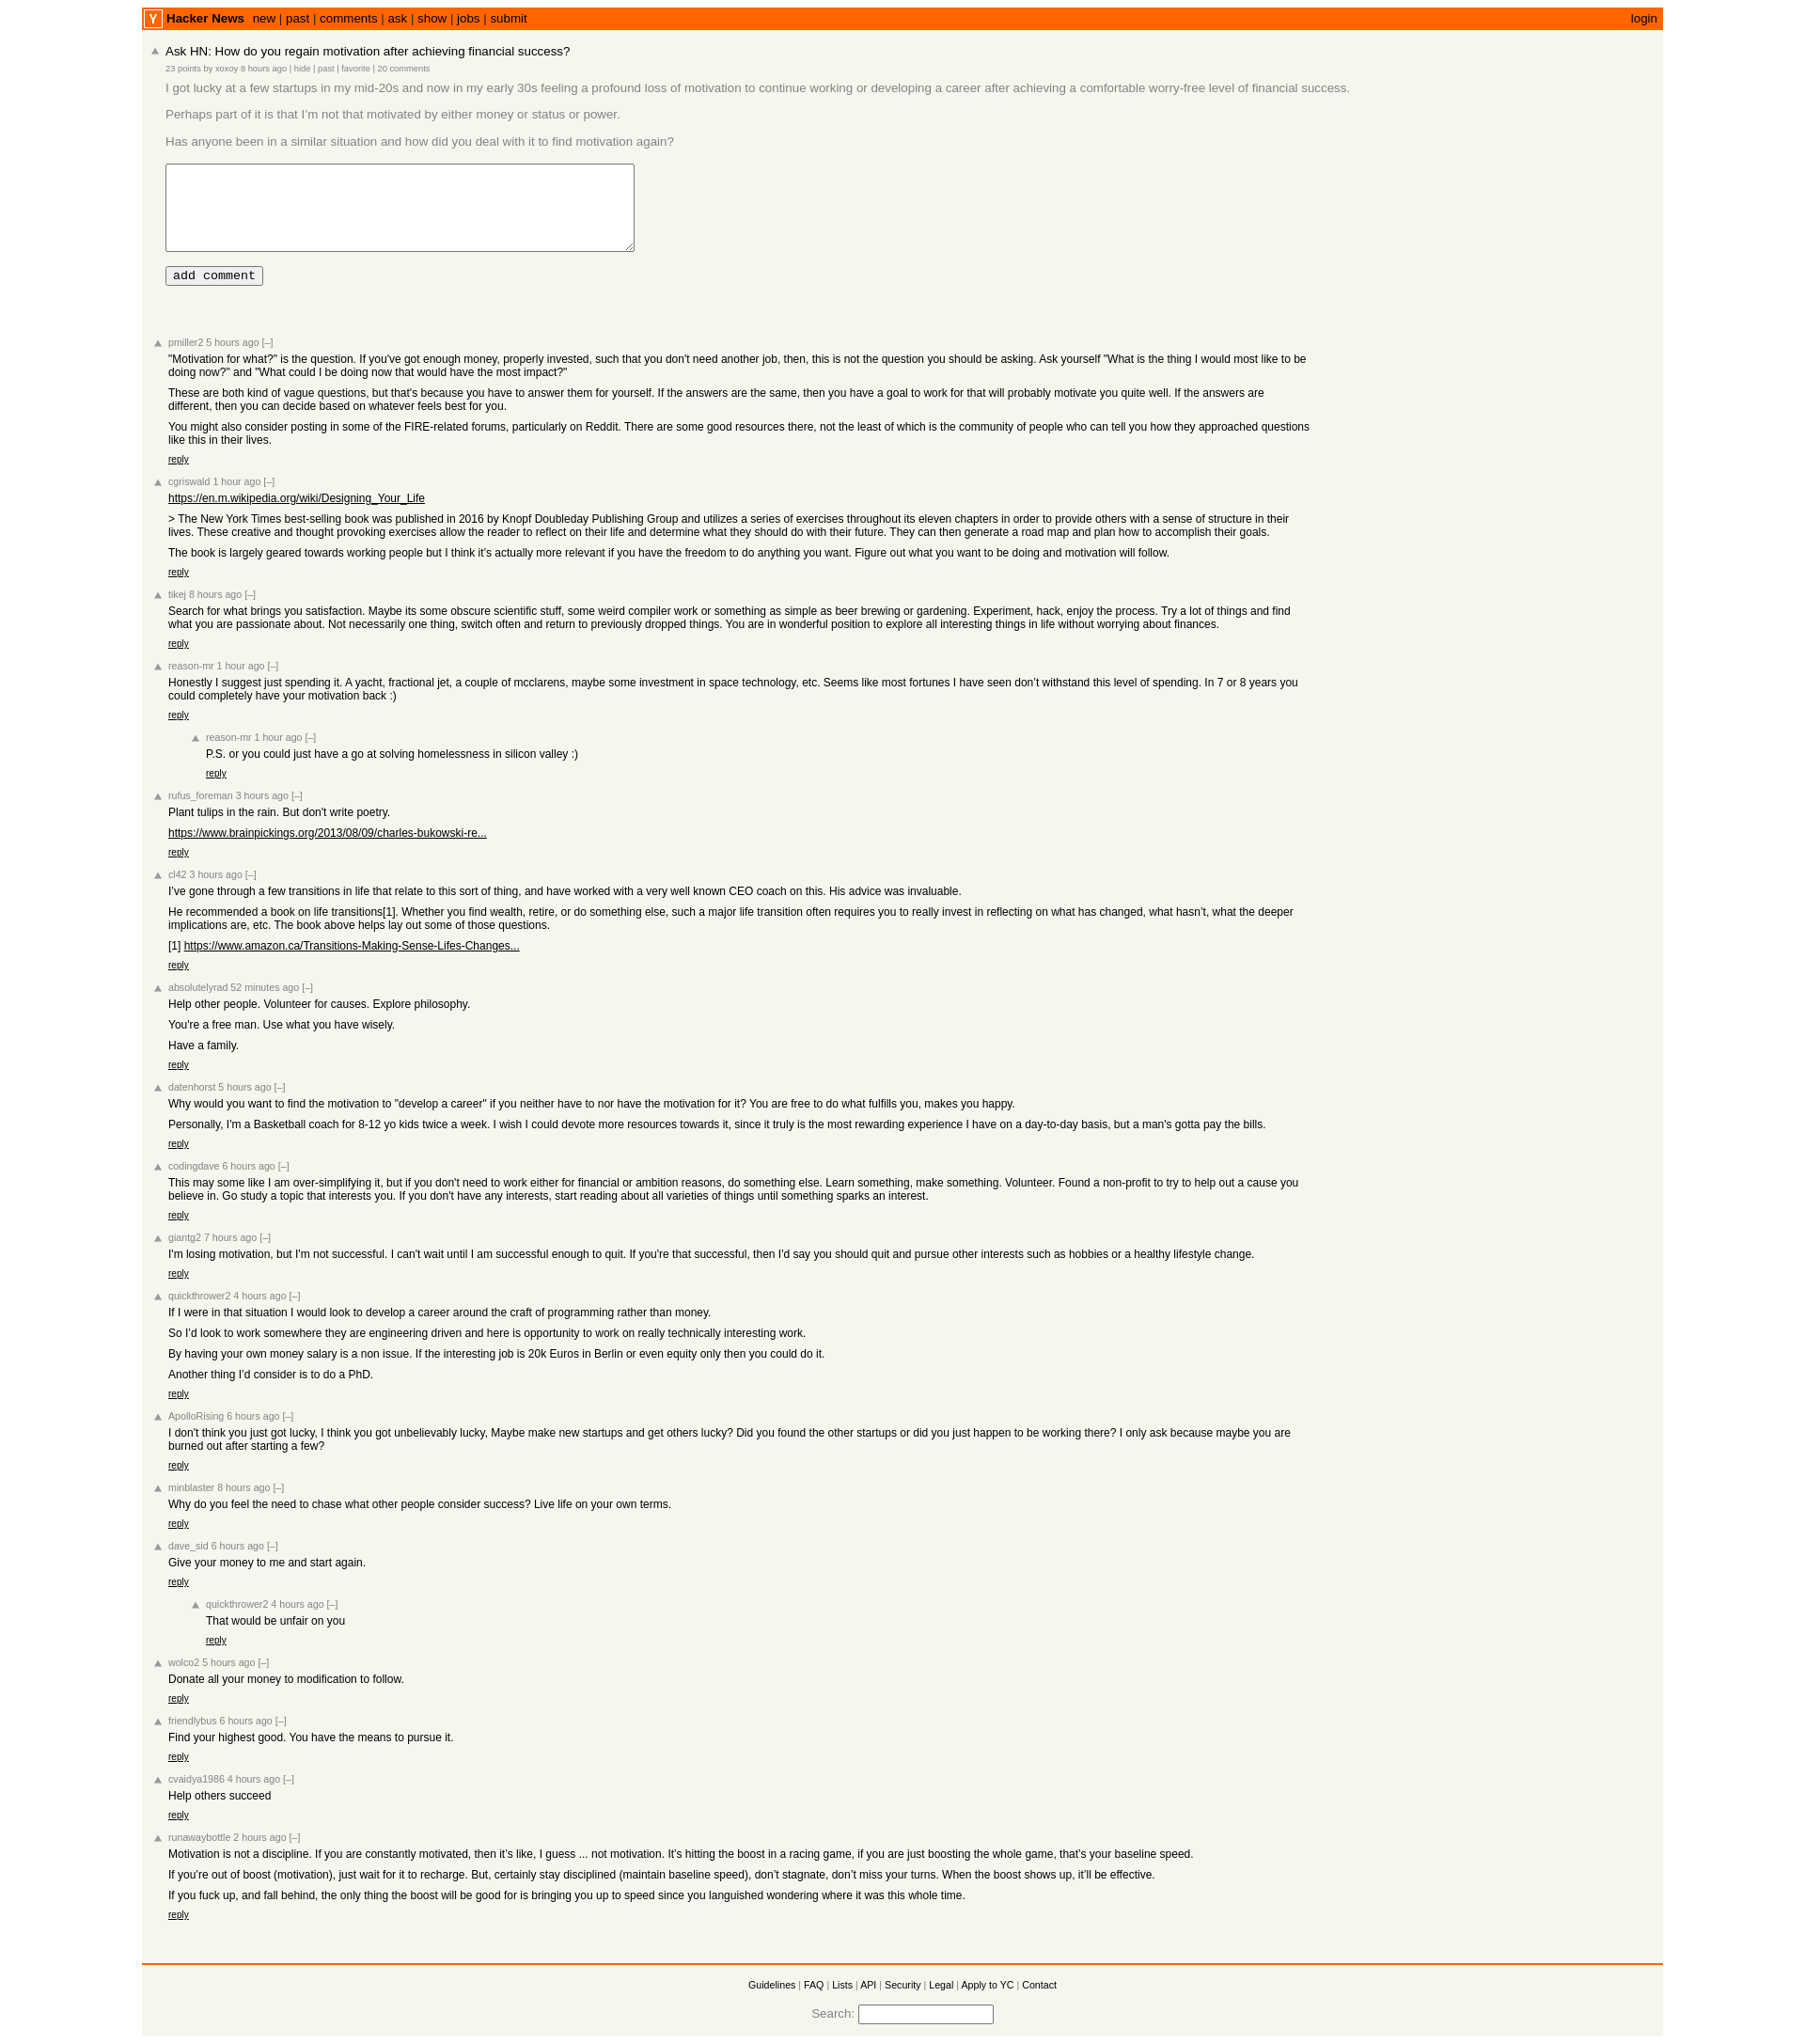 Y Hacker News new | past | comments | ask | show | jobs | submit login
Ask HN: How do you regain motivation after achieving financial success?
23 points by xoxoy 8 hours ago | hide | past | favorite | 20 comments
I got lucky at a few startups in my mid-20s and now in my early 30s feeling a profound loss of motivation to continue working or developing a career after achieving a comfortable worry-free level of financial success.
Perhaps part of it is that I’m not that motivated by either money or status or power.
Has anyone been in a similar situation and how did you deal with it to find motivation again?
add comment
pmiller2 5 hours ago [–]
"Motivation for what?" is the question. If you've got enough money, properly invested, such that you don't need another job, then, this is not the question you should be asking. Ask yourself "What is the thing I would most like to be
doing now?" and "What could I be doing now that would have the most impact?"
These are both kind of vague questions, but that's because you have to answer them for yourself. If the answers are the same, then you have a goal to work for that will probably motivate you quite well. If the answers are
different, then you can decide based on whatever feels best for you.
You might also consider posting in some of the FIRE-related forums, particularly on Reddit. There are some good resources there, not the least of which is the community of people who can tell you how they approached questions
like this in their lives.
reply
cgriswald 1 hour ago [–]
https://en.m.wikipedia.org/wiki/Designing_Your_Life
> The New York Times best-selling book was published in 2016 by Knopf Doubleday Publishing Group and utilizes a series of exercises throughout its eleven chapters in order to provide others with a sense of structure in their
lives. These creative and thought provoking exercises allow the reader to reflect on their life and determine what they should do with their future. They can then generate a road map and plan how to accomplish their goals.
The book is largely geared towards working people but I think it’s actually more relevant if you have the freedom to do anything you want. Figure out what you want to be doing and motivation will follow.
reply
tikej 8 hours ago [–]
Search for what brings you satisfaction. Maybe its some obscure scientific stuff, some weird compiler work or something as simple as beer brewing or gardening. Experiment, hack, enjoy the process. Try a lot of things and find
what you are passionate about. Not necessarily one thing, switch often and return to previously dropped things. You are in wonderful position to explore all interesting things in life without worrying about finances.
reply
reason-mr 1 hour ago [–]
Honestly I suggest just spending it. A yacht, fractional jet, a couple of mcclarens, maybe some investment in space technology, etc. Seems like most fortunes I have seen don’t withstand this level of spending. In 7 or 8 years you
could completely have your motivation back :)
reply
reason-mr 1 hour ago [–]
P.S. or you could just have a go at solving homelessness in silicon valley :)
reply
rufus_foreman 3 hours ago [–]
Plant tulips in the rain. But don't write poetry.
https://www.brainpickings.org/2013/08/09/charles-bukowski-re...
reply
cl42 3 hours ago [–]
I’ve gone through a few transitions in life that relate to this sort of thing, and have worked with a very well known CEO coach on this. His advice was invaluable.
He recommended a book on life transitions[1]. Whether you find wealth, retire, or do something else, such a major life transition often requires you to really invest in reflecting on what has changed, what hasn’t, what the deeper
implications are, etc. The book above helps lay out some of those questions.
[1] https://www.amazon.ca/Transitions-Making-Sense-Lifes-Changes...
reply
absolutelyrad 52 minutes ago [–]
Help other people. Volunteer for causes. Explore philosophy.
You're a free man. Use what you have wisely.
Have a family.
reply
datenhorst 5 hours ago [–]
Why would you want to find the motivation to "develop a career" if you neither have to nor have the motivation for it? You are free to do what fulfills you, makes you happy.
Personally, I'm a Basketball coach for 8-12 yo kids twice a week. I wish I could devote more resources towards it, since it truly is the most rewarding experience I have on a day-to-day basis, but a man's gotta pay the bills.
reply
codingdave 6 hours ago [–]
This may some like I am over-simplifying it, but if you don't need to work either for financial or ambition reasons, do something else. Learn something, make something. Volunteer. Found a non-profit to try to help out a cause you
believe in. Go study a topic that interests you. If you don't have any interests, start reading about all varieties of things until something sparks an interest.
reply
giantg2 7 hours ago [–]
I'm losing motivation, but I'm not successful. I can't wait until I am successful enough to quit. If you're that successful, then I'd say you should quit and pursue other interests such as hobbies or a healthy lifestyle change.
reply
quickthrower2 4 hours ago [–]
If I were in that situation I would look to develop a career around the craft of programming rather than money.
So I’d look to work somewhere they are engineering driven and here is opportunity to work on really technically interesting work.
By having your own money salary is a non issue. If the interesting job is 20k Euros in Berlin or even equity only then you could do it.
Another thing I’d consider is to do a PhD.
reply
ApolloRising 6 hours ago [–]
I don't think you just got lucky, I think you got unbelievably lucky, Maybe make new startups and get others lucky? Did you found the other startups or did you just happen to be working there? I only ask because maybe you are
burned out after starting a few?
reply
minblaster 8 hours ago [–]
Why do you feel the need to chase what other people consider success? Live life on your own terms.
reply
dave_sid 6 hours ago [–]
Give your money to me and start again.
reply
quickthrower2 4 hours ago [–]
That would be unfair on you
reply
wolco2 5 hours ago [–]
Donate all your money to modification to follow.
reply
friendlybus 6 hours ago [–]
Find your highest good. You have the means to pursue it.
reply
cvaidya1986 4 hours ago [–]
Help others succeed
reply
runawaybottle 2 hours ago [–]
Motivation is not a discipline. If you are constantly motivated, then it’s like, I guess ... not motivation. It’s hitting the boost in a racing game, if you are just boosting the whole game, that’s your baseline speed.
If you’re out of boost (motivation), just wait for it to recharge. But, certainly stay disciplined (maintain baseline speed), don’t stagnate, don’t miss your turns. When the boost shows up, it’ll be effective.
If you fuck up, and fall behind, the only thing the boost will be good for is bringing you up to speed since you languished wondering where it was this whole time.
reply
Guidelines | FAQ | Lists | API | Security | Legal | Apply to YC | Contact
Search: